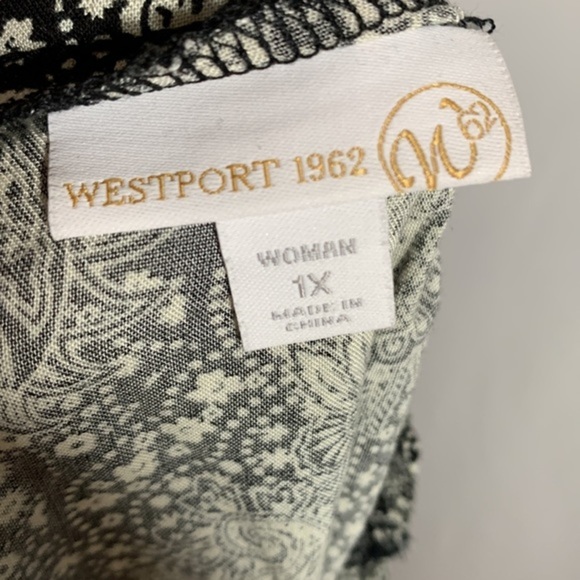 WESTPORT 1962
W62
WOMAN
1X
MADE IN
CHINA